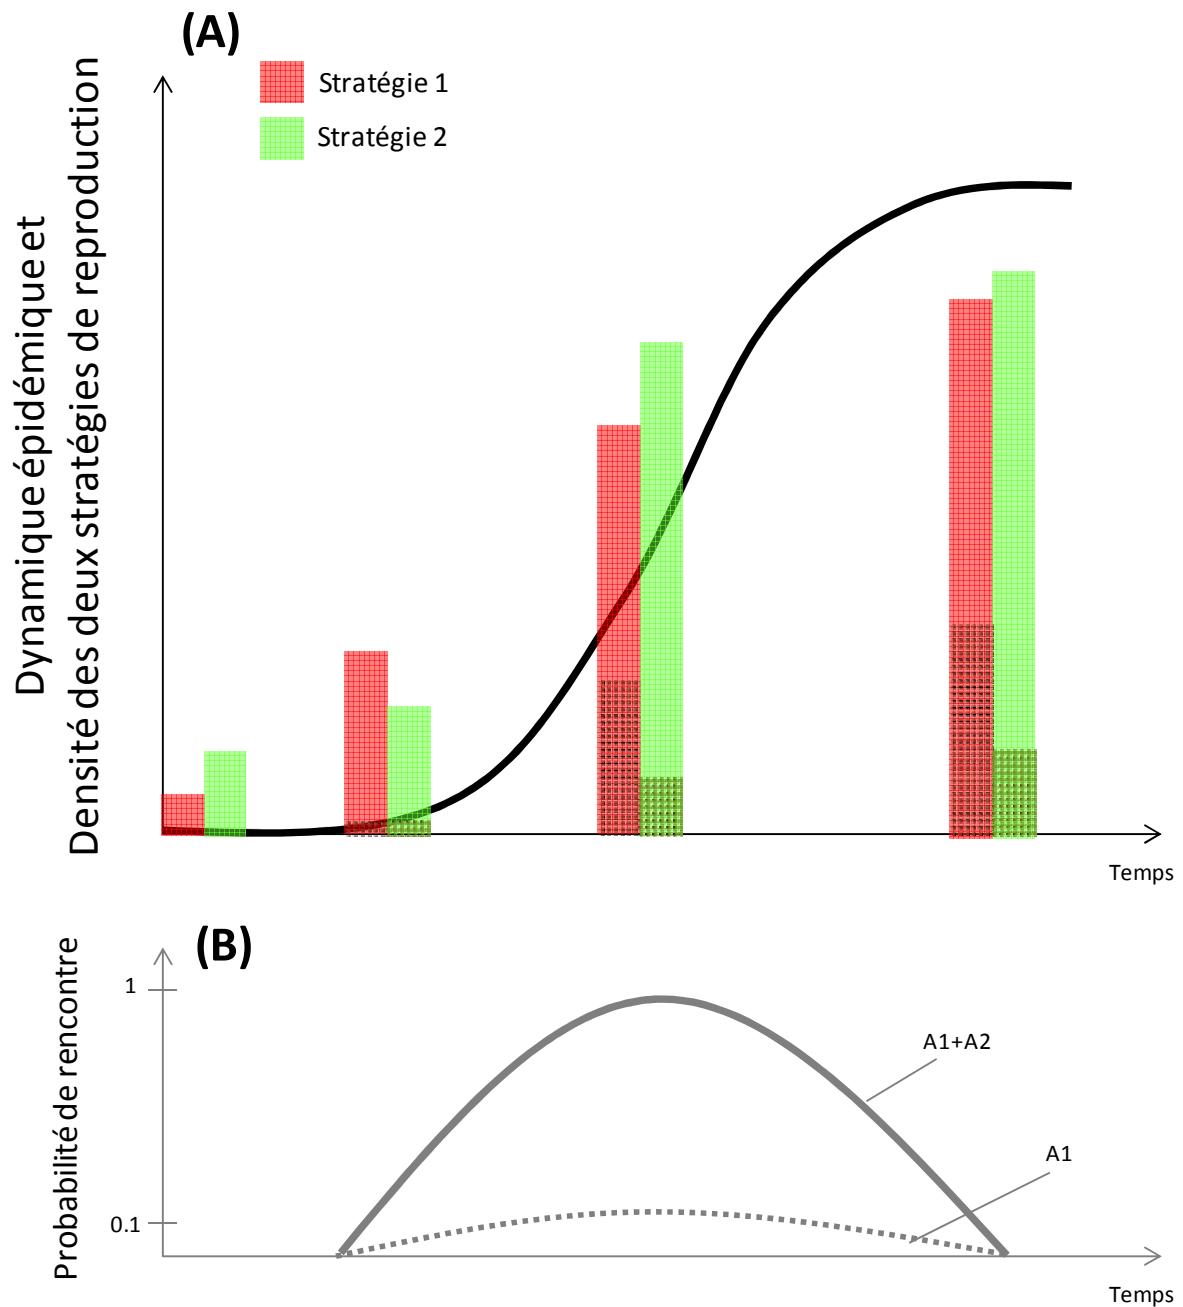 (A)
Stratégie 1
Stratégie 2
Dynamique épidémique et
Densité des deux stratégies de reproduction
Temps
(B)
Probabilité de rencontre
1
A1+A2
A1
0.1
Temps